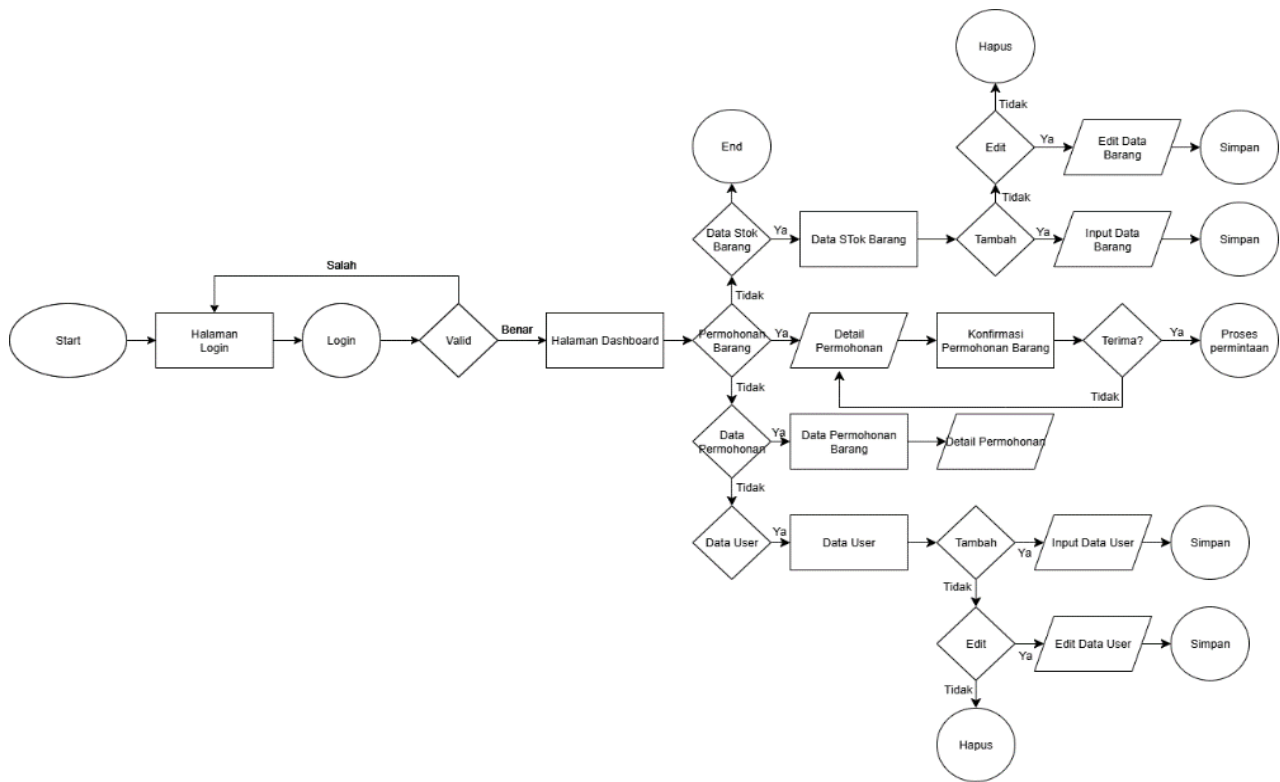 Hapus
Tidak
End
Edit
Ya
Edit Data
Barang
Simpan
Tidak
Data Stok
Barang
Ya
Data STok Barang
Tambah
Ya
Input Data
Barang
Simpan
Salah
Tidak
Start
Halaman
Login
Login
Valid
Benar
Halaman Dashboard
Permohonan
Barang
Ya
Detail
Permohonan
Konfirmasi
Permohonan Barang
Terima?
Ya
Proses
permintaan
Tidak
Tidak
Data
Permohonan
Ya
Data Permohonan
Barang
Detail Permohonan
Tidak
Data User
Ya
Data User
Tambah
Ya
Input Data User
Simpan
Tidak
Edit
Ya
Edit Data User
Simpan
Tidak
Hapus